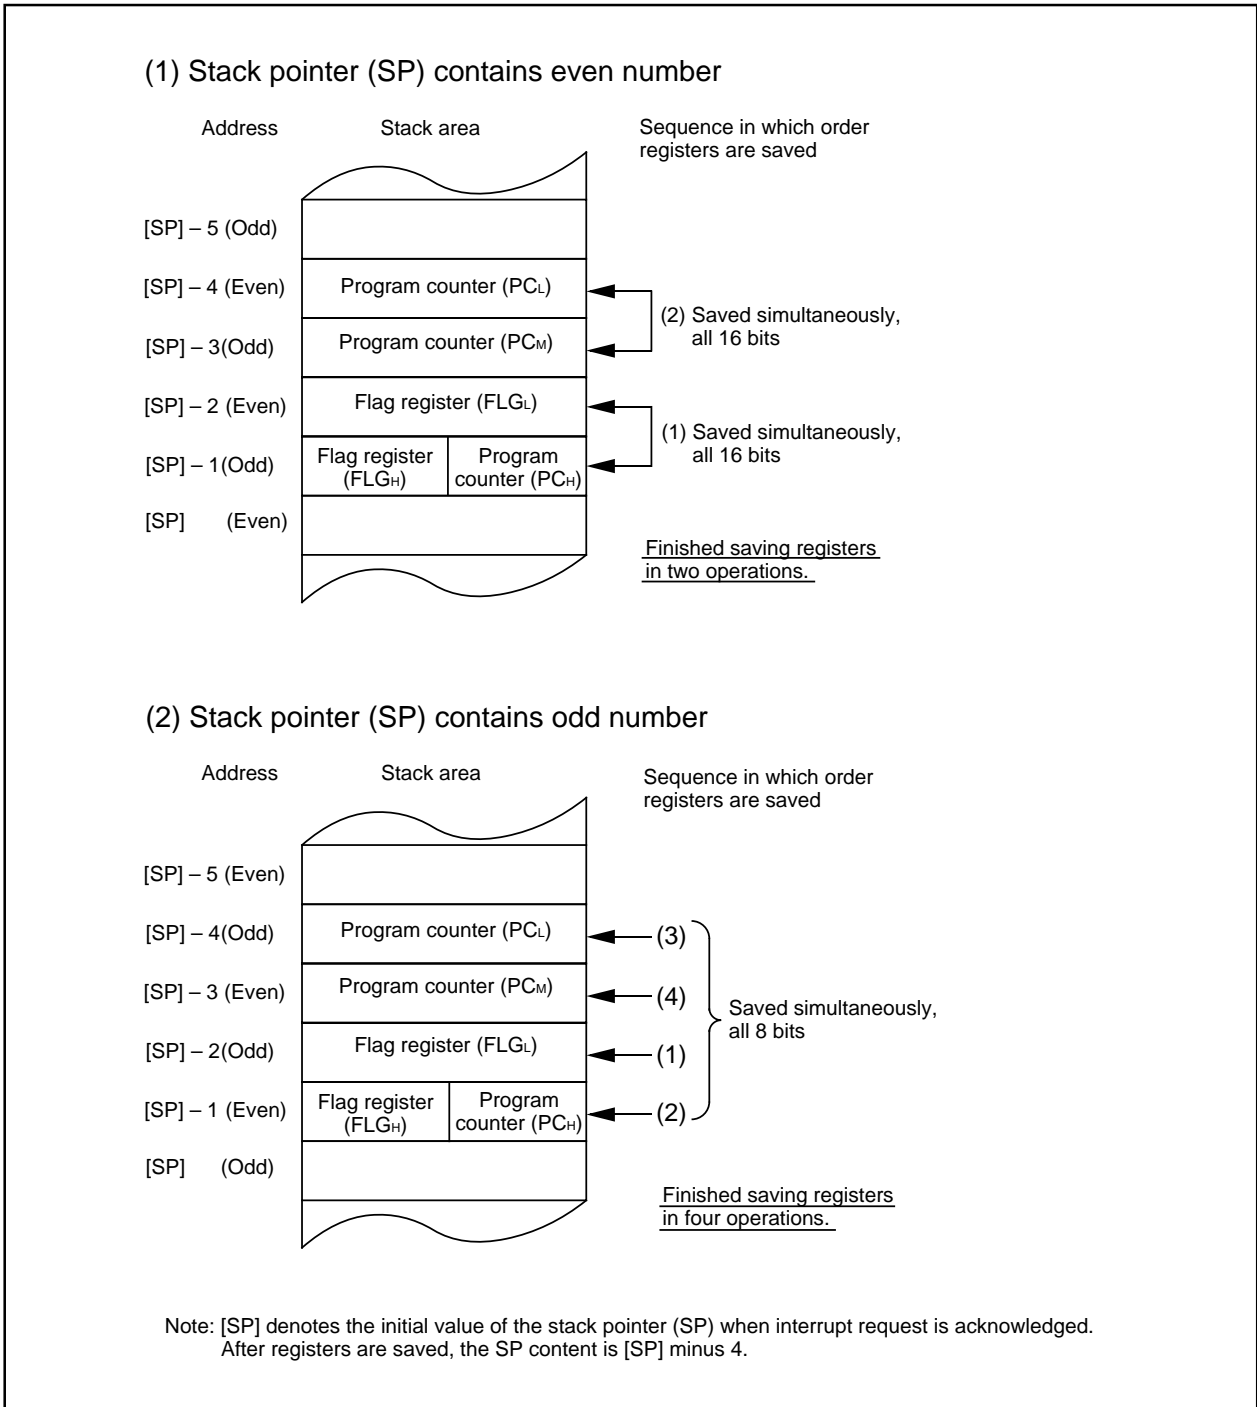 (1) Stack pointer (SP) contains even number
Address
Stack area
Sequence in which order
registers are saved
[SP] – 5 (Odd)
[SP] – 4 (Even)
Program counter (PCL)
[SP] – 3(Odd)
Program counter (PCM)
(2) Saved simultaneously,
all 16 bits
[SP] – 2 (Even)
Flag register (FLGL)
[SP] – 1(Odd)
Flag register
(FLGH)
Program
counter (PCH)
(1) Saved simultaneously,
all 16 bits
[SP] (Even)
Finished saving registers
in two operations.
(2) Stack pointer (SP) contains odd number
Address
Stack area
Sequence in which order
registers are saved
[SP] – 5 (Even)
[SP] – 4(Odd)
Program counter (PCL)
(3)
[SP] – 3 (Even)
Program counter (PCM)
(4)
Saved simultaneously,
all 8 bits
[SP] – 2(Odd)
Flag register (FLGL)
(1)
[SP] – 1 (Even)
Flag register
(FLGH)
Program
counter (PCH)
(2)
[SP] (Odd)
Finished saving registers
in four operations.
Note: [SP] denotes the initial value of the stack pointer (SP) when interrupt request is acknowledged.
After registers are saved, the SP content is [SP] minus 4.